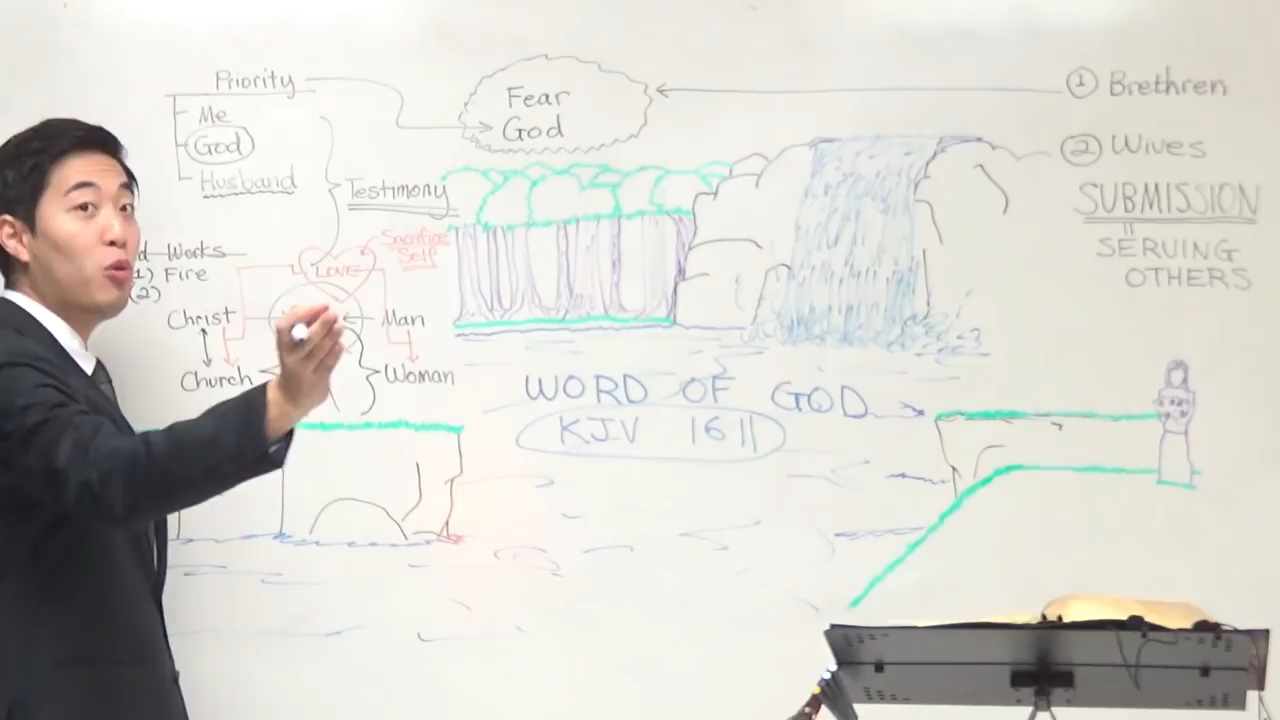 Priority
Me
God
Husband
Testimony
Fear
God
① Brethren
② Wives
SUBMISSION
=
SERVING
OTHERS
d Works
1) Fire
(2)
LOVE
Sacrifice
Self
Christ
Man
Church
Woman
WORD OF GOD
KJV 1611